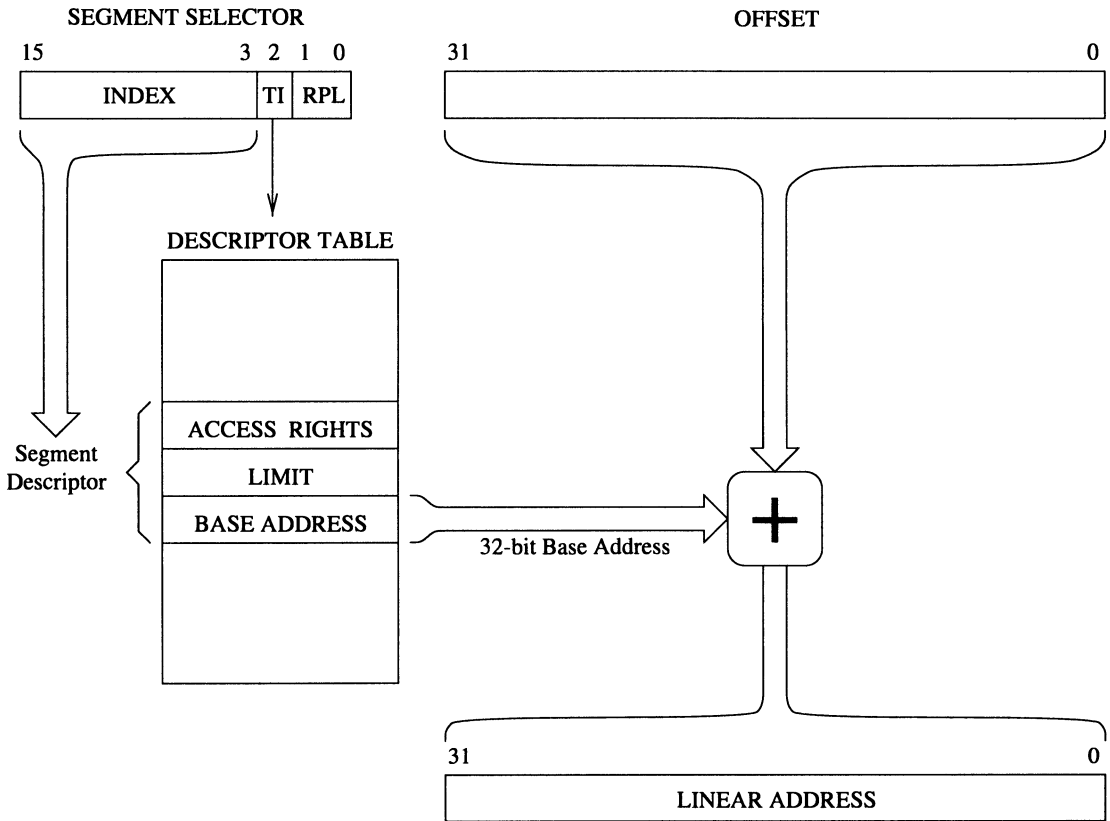 SEGMENT SELECTOR
OFFSET
15 3 2 1 0
31 0
INDEX TI RPL
DESCRIPTOR TABLE
ACCESS RIGHTS
Segment
Descriptor
LIMIT
BASE ADDRESS
+
32-bit Base Address
31 0
LINEAR ADDRESS